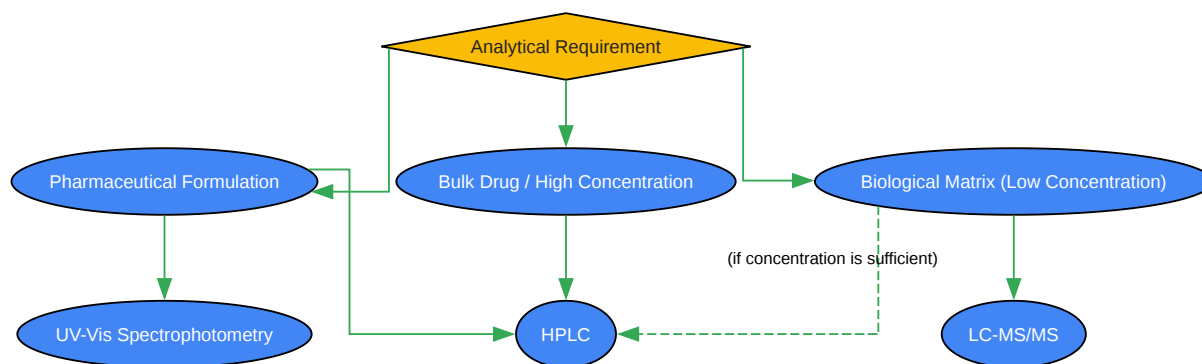 Analytical Requirement
Pharmaceutical Formulation
Bulk Drug / High Concentration
Biological Matrix (Low Concentration)
(if concentration is sufficient)
UV-Vis Spectrophotometry
HPLC
LC-MS/MS